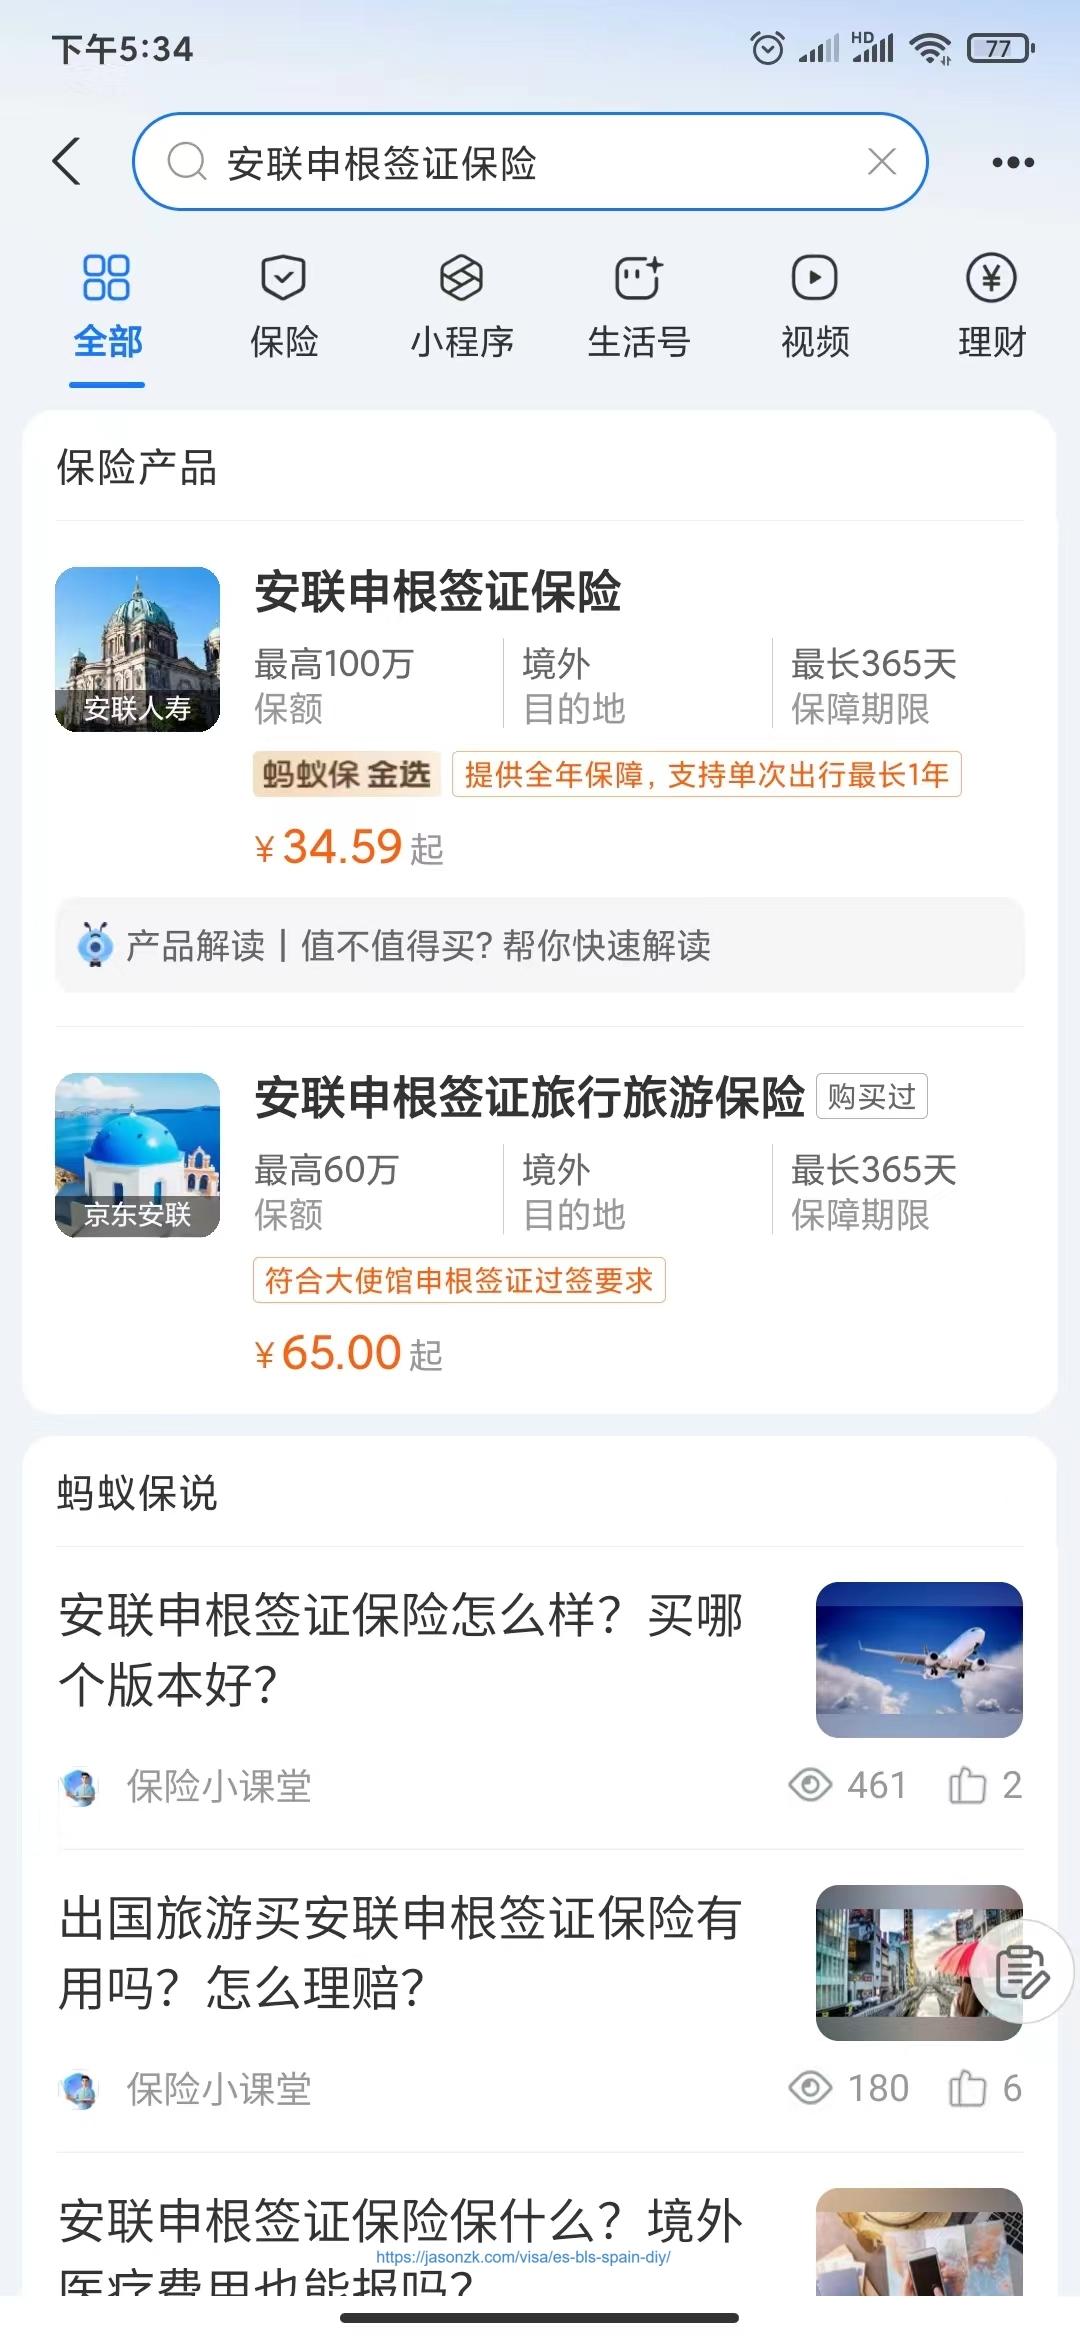 下午5:34
HD
77
安联申根签证保险
全部
保险
小程序
生活号
视频
理财
保险产品
安联申根签证保险
最高100万
保额
境外
目的地
最长365天
保障期限
安联人寿
蚂蚁保 金选
提供全年保障，支持单次出行最长1年
¥34.59起
产品解读 | 值不值得买? 帮你快速解读
安联申根签证旅行旅游保险
购买过
最高60万
保额
境外
目的地
最长365天
保障期限
京东安联
符合大使馆申根签证过签要求
¥65.00起
蚂蚁保说
安联申根签证保险怎么样？买哪
个版本好？
保险小课堂
461
2
出国旅游买安联申根签证保险有
用吗？怎么理赔？
保险小课堂
180
6
安联申根签证保险保什么？境外
医疗费用也能报吗？
https://jasonzk.com/visa/es-bls-spain-diy/